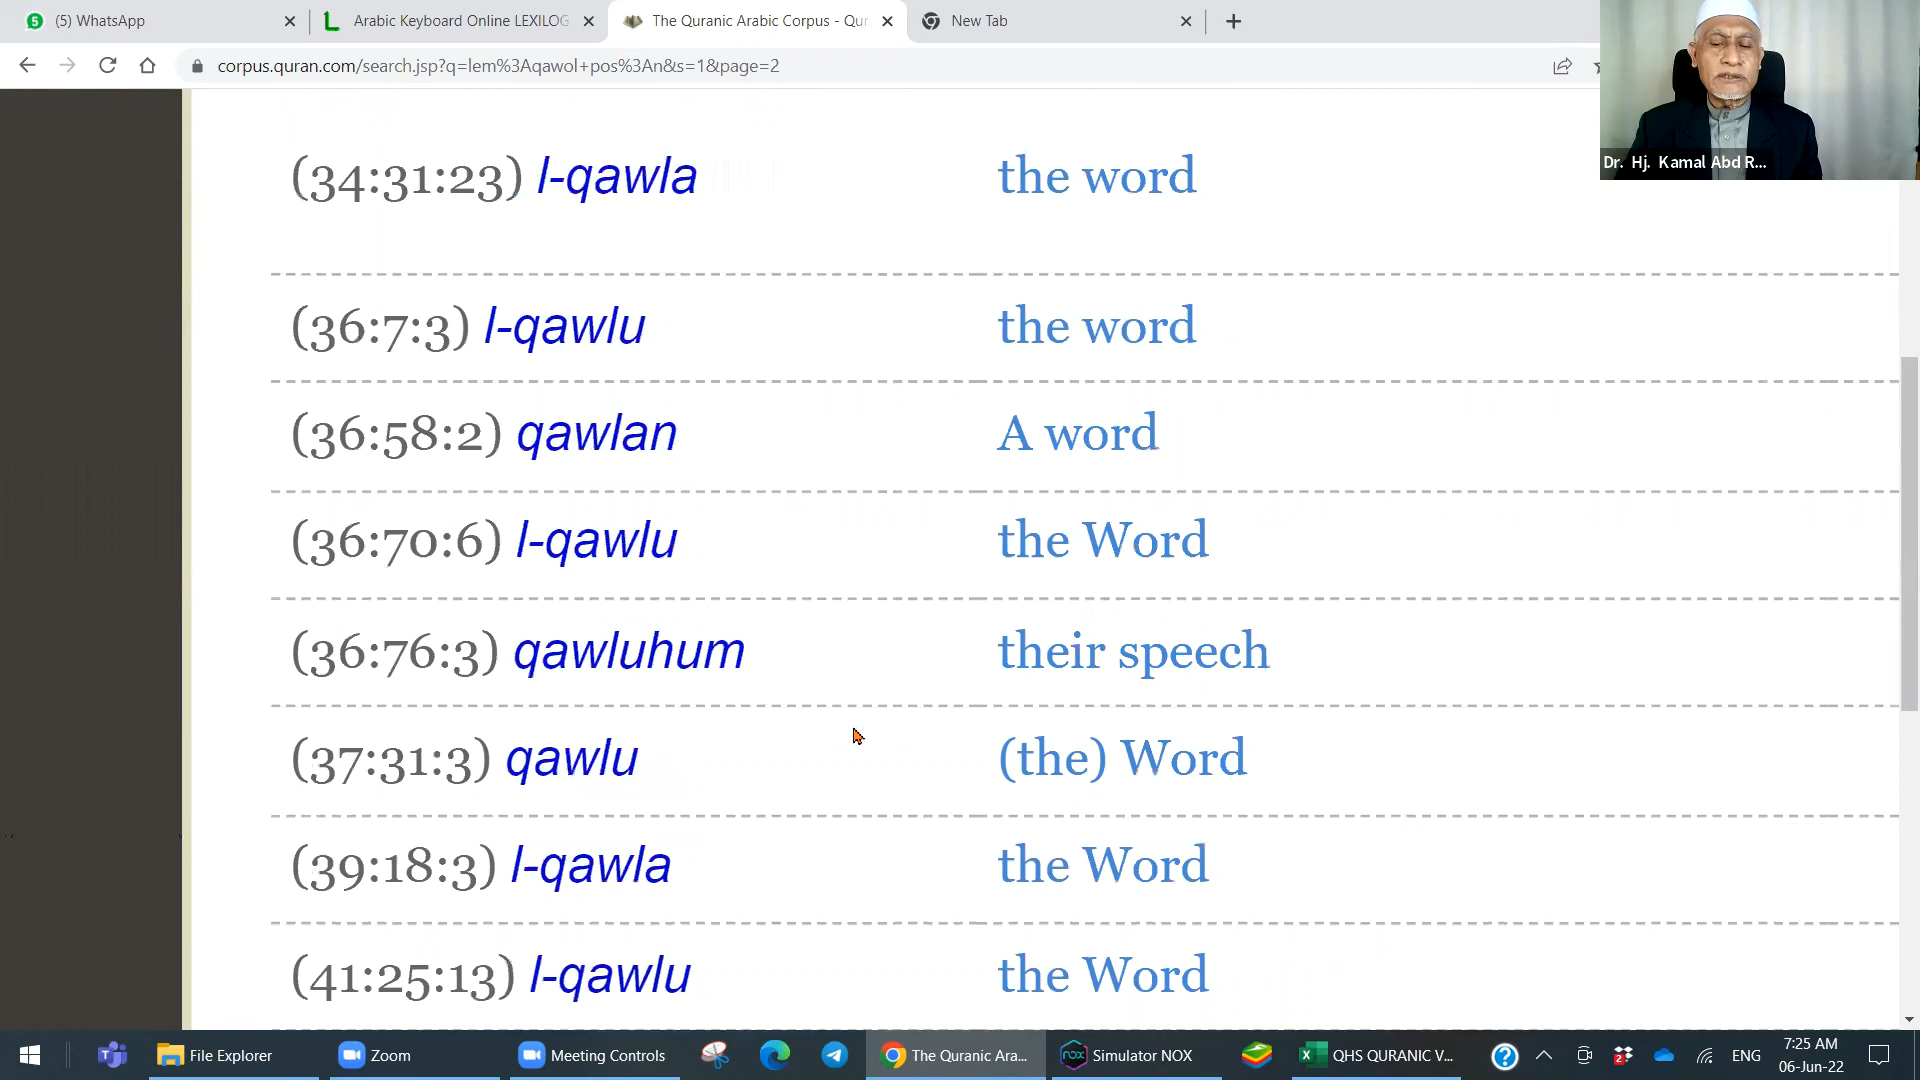 (5) WhatsApp
Arabic Keyboard Online LEXILOG
The Quranic Arabic Corpus - Qur
New Tab
corpus.quran.com/search.jsp?q=lem%3Aqawol+pos%3An&s=1&page=2
Dr. Hj. Kamal Abd R...
(34:31:23) l-qawla the word
(36:7:3) l-qawlu the word
(36:58:2) qawlan A word
(36:70:6) l-qawlu the Word
(36:76:3) qawluhum their speech
(37:31:3) qawlu (the) Word
(39:18:3) l-qawla the Word
(41:25:13) l-qawlu the Word
File Explorer
Zoom
Meeting Controls
The Quranic Ara...
Simulator NOX
QHS QURANIC V...
ENG
7:25 AM
06-Jun-22